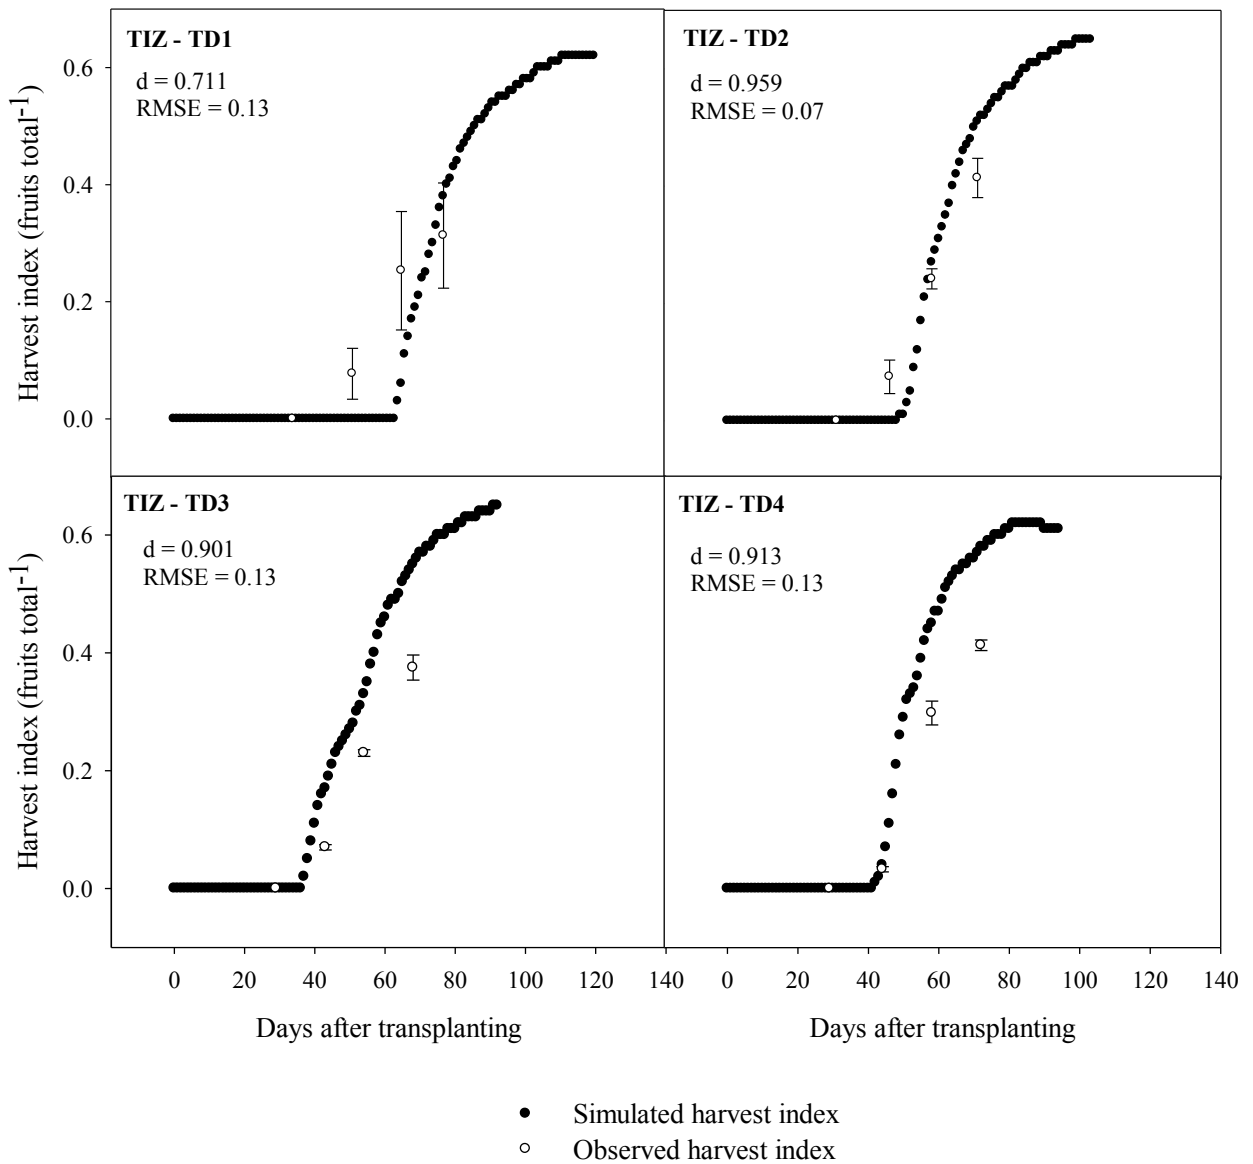 TIZ - TD1
d = 0.711
RMSE = 0.13
TIZ - TD2
d = 0.959
RMSE = 0.07
0.6
0.4
0.2
0.0
Harvest index (fruits total-1)
TIZ - TD3
d = 0.901
RMSE = 0.13
TIZ - TD4
d = 0.913
RMSE = 0.13
0.6
0.4
0.2
0.0
Harvest index (fruits total-1)
0 20 40 60 80 100 120 140 0 20 40 60 80 100 120 140
Days after transplanting Days after transplanting
Simulated harvest index
Observed harvest index